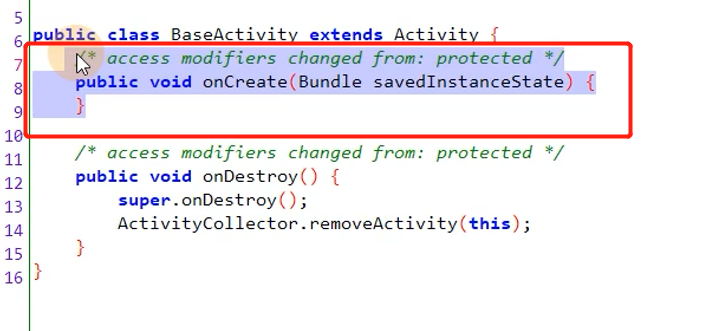 5
6 public class BaseActivity extends Activity {
7 /* access modifiers changed from: protected */
8 public void onCreate(Bundle savedInstanceState) {
9 }
10
11 /* access modifiers changed from: protected */
12 public void onDestroy() {
13 super.onDestroy();
14 ActivityCollector.removeActivity(this);
15 }
16 }